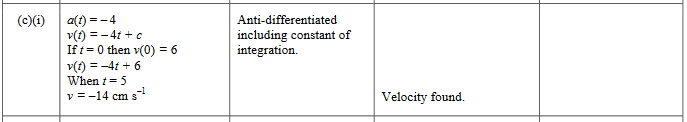 (c)(i)
a(t) = – 4
v(t) = – 4t + c
If t = 0 then v(0) = 6
v(t) = –4t + 6
When t = 5
v = –14 cm s⁻¹
Anti-differentiated
including constant of
integration.
Velocity found.